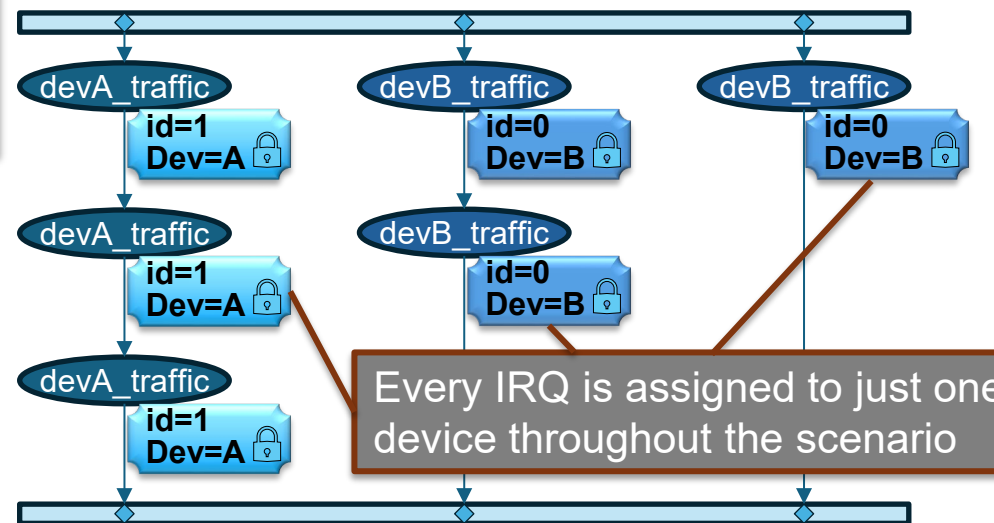 devA_traffic
id=1
Dev=A
devB_traffic
id=0
Dev=B
devB_traffic
id=0
Dev=B
devA_traffic
id=1
Dev=A
devB_traffic
id=0
Dev=B
devA_traffic
id=1
Dev=A
Every IRQ is assigned to just one
device throughout the scenario